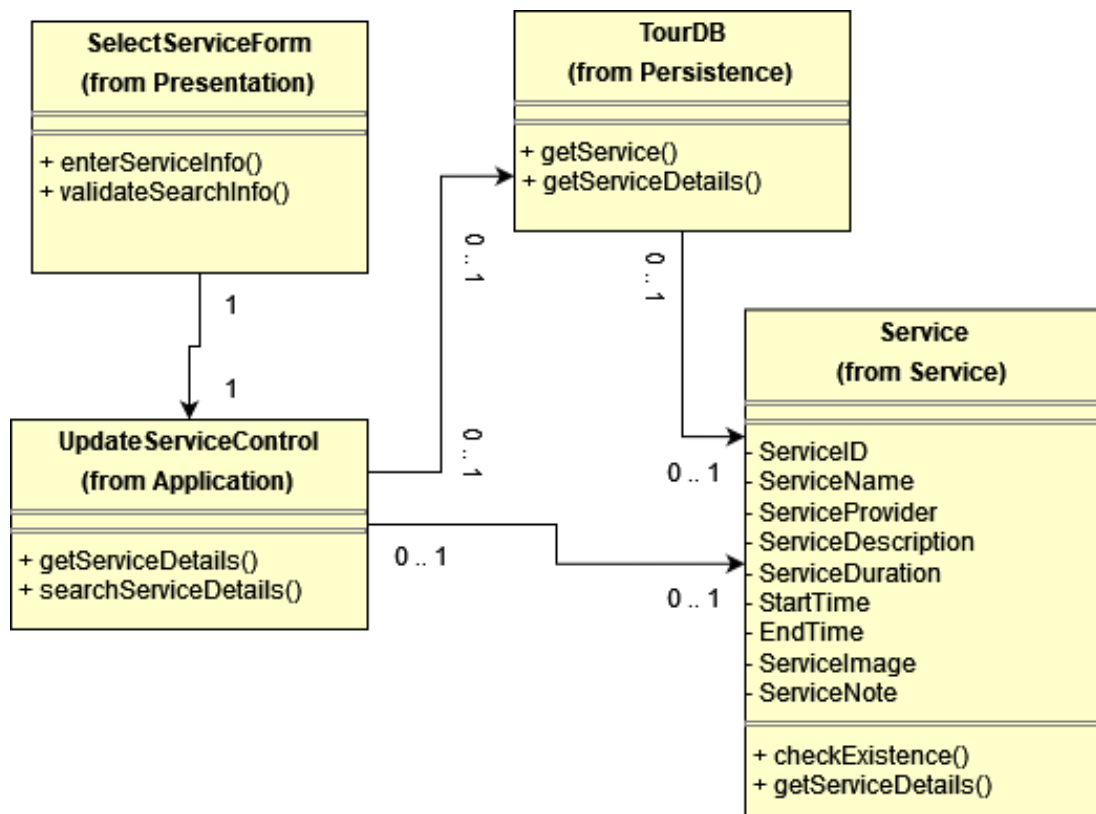 SelectServiceForm
(from Presentation)
+ enterServiceInfo()
+ validateSearchInfo()
TourDB
(from Persistence)
+ getService()
+ getServiceDetails()
0 .. 1
0 .. 1
1
1
0 .. 1
UpdateServiceControl
(from Application)
+ getServiceDetails()
+ searchServiceDetails()
0 .. 1
0 .. 1
0 .. 1
Service
(from Service)
- ServiceID
- ServiceName
- ServiceProvider
- ServiceDescription
- ServiceDuration
- StartTime
- EndTime
- ServiceImage
- ServiceNote
+ checkExistence()
+ getServiceDetails()